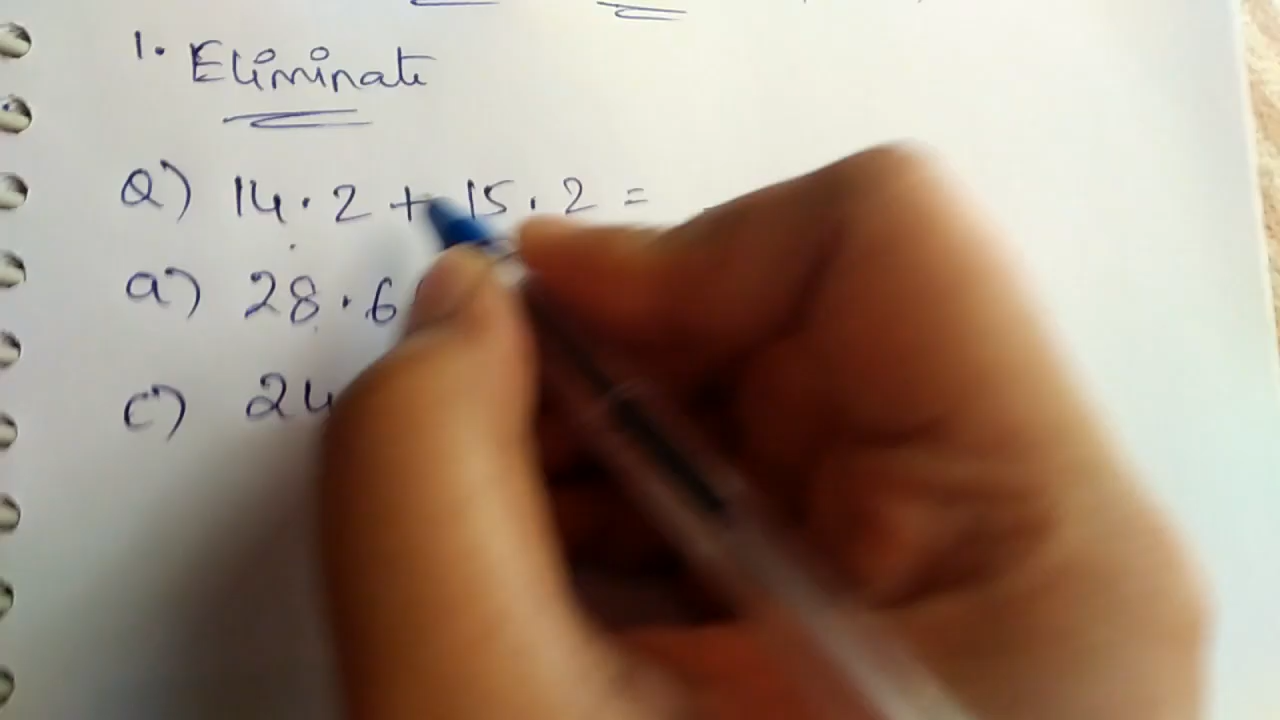 1. Eliminate
Q) 14.2 + 15.2 =
a) 28.6
c) 24